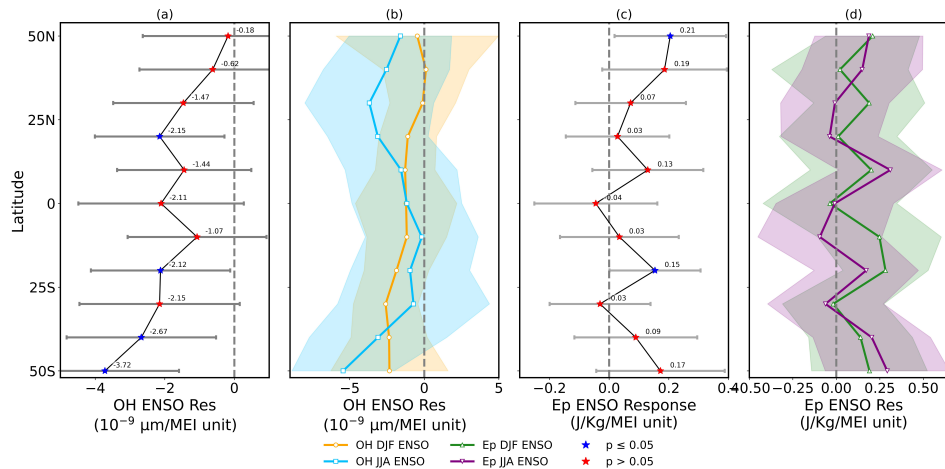 (a) (b) (c) (d)
50N
25N
0
25S
50S
Latitude
-0.18
-0.62
-1.47
-2.15
-1.44
-2.11
-1.07
-2.12
-2.15
-2.67
-3.72
0.21
0.19
0.07
0.03
0.13
-0.04
0.03
0.15
-0.03
0.09
0.17
−4 −2 0
−5 0 5
−0.2 0.0 0.2 0.4
0.50 0.25 0.00 0.25 0.50
OH ENSO Res
(10⁻⁹ μm/MEI unit)
OH ENSO Res
(10⁻⁹ μm/MEI unit)
Ep ENSO Response
(J/Kg/MEI unit)
Ep ENSO Res
(J/Kg/MEI unit)
OH DJF ENSO
OH JJA ENSO
Ep DJF ENSO
Ep JJA ENSO
p ≤ 0.05
p > 0.05